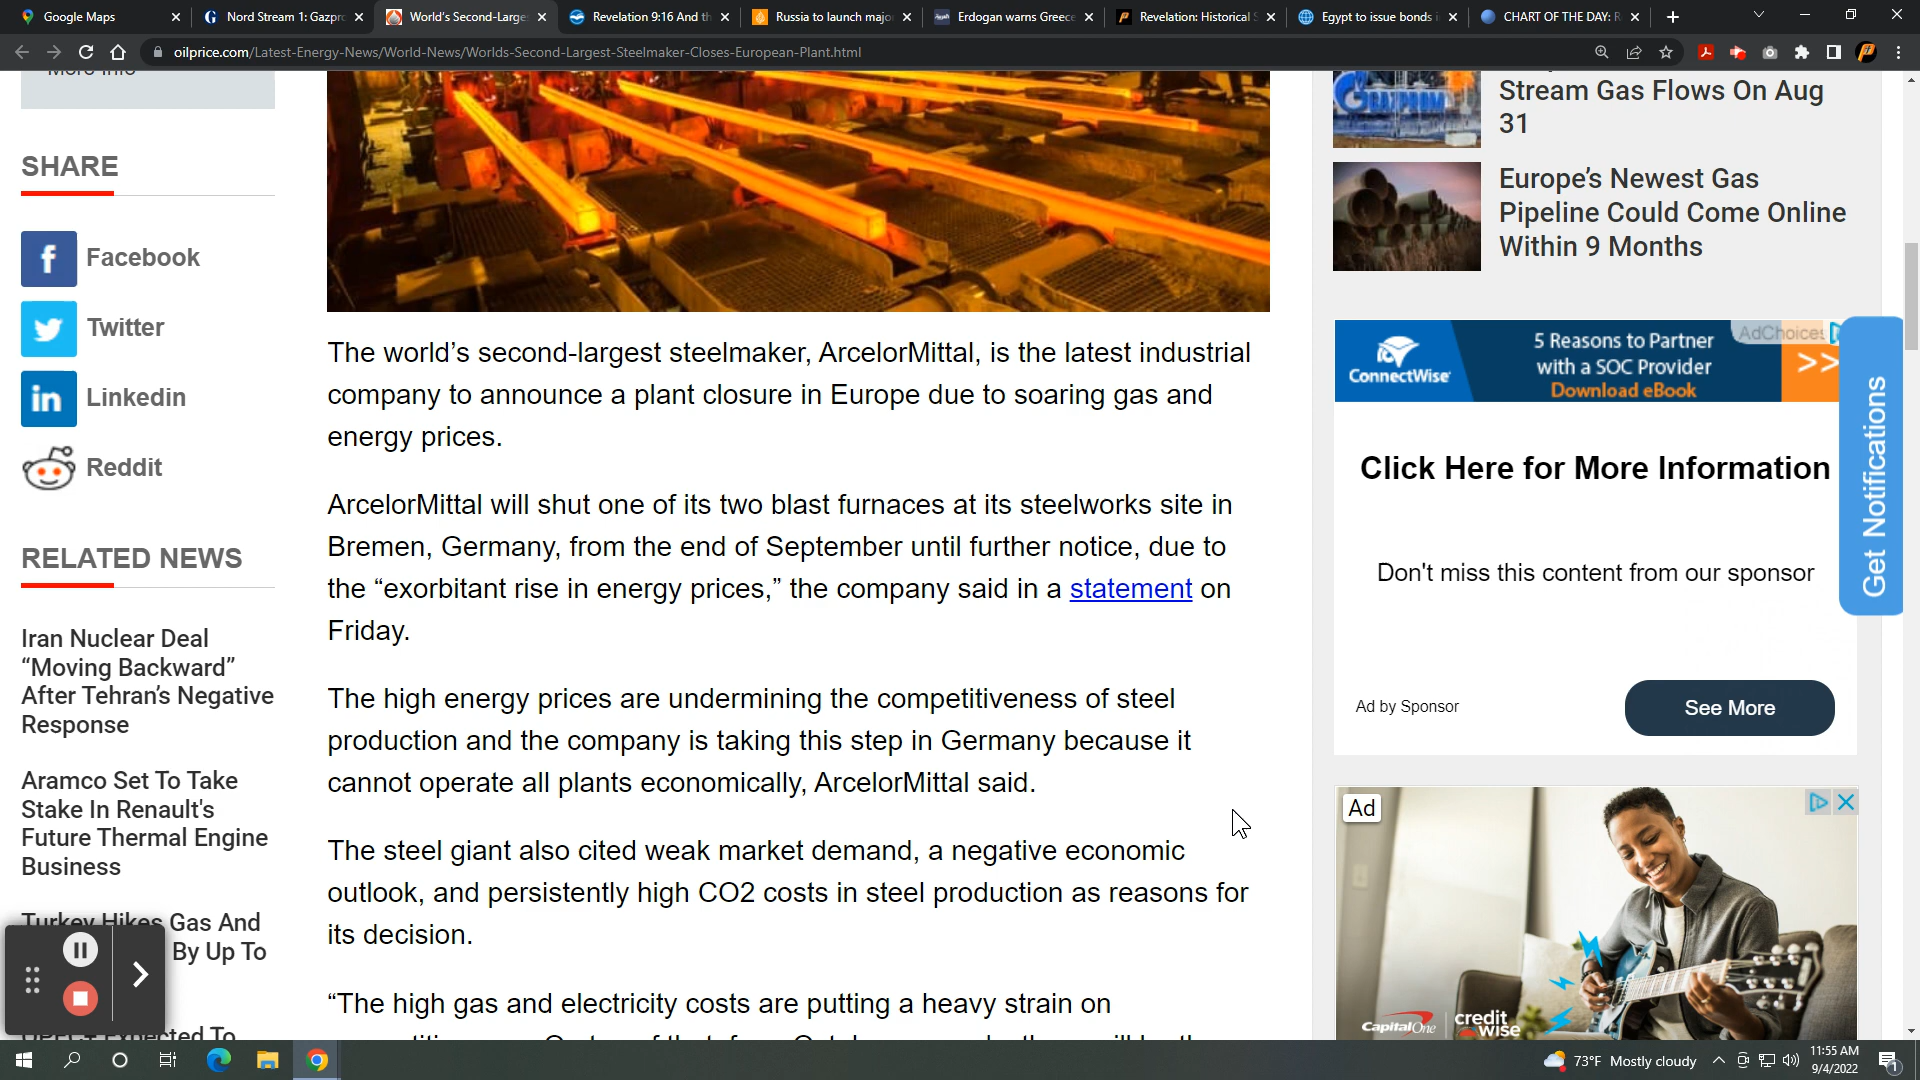 Google Maps
Nord Stream 1: Gazpr
World's Second-Large
Revelation 9:16 And th
Russia to launch majo
Erdogan warns Greece
Revelation: Historical S
Egypt to issue bonds i
CHART OF THE DAY: R
oilprice.com/Latest-Energy-News/World-News/Worlds-Second-Largest-Steelmaker-Closes-European-Plant.html
More Info
SHARE
Facebook
Twitter
Linkedin
Reddit
RELATED NEWS
Iran Nuclear Deal
“Moving Backward”
After Tehran’s Negative
Response
Aramco Set To Take
Stake In Renault's
Future Thermal Engine
Business
Turkey Hikes Gas And
By Up To
OPEC+ Expected To
The world’s second-largest steelmaker, ArcelorMittal, is the latest industrial
company to announce a plant closure in Europe due to soaring gas and
energy prices.
ArcelorMittal will shut one of its two blast furnaces at its steelworks site in
Bremen, Germany, from the end of September until further notice, due to
the “exorbitant rise in energy prices,” the company said in a statement on
Friday.
The high energy prices are undermining the competitiveness of steel
production and the company is taking this step in Germany because it
cannot operate all plants economically, ArcelorMittal said.
The steel giant also cited weak market demand, a negative economic
outlook, and persistently high CO2 costs in steel production as reasons for
its decision.
“The high gas and electricity costs are putting a heavy strain on
GAZPROM
Stream Gas Flows On Aug
31
Europe’s Newest Gas
Pipeline Could Come Online
Within 9 Months
ConnectWise
5 Reasons to Partner
with a SOC Provider
Download eBook
AdChoices
>>
Get Notifications
Click Here for More Information
Don't miss this content from our sponsor
Ad by Sponsor
See More
Ad
CapitalOne
credit
wise
73°F Mostly cloudy
11:55 AM
9/4/2022
1